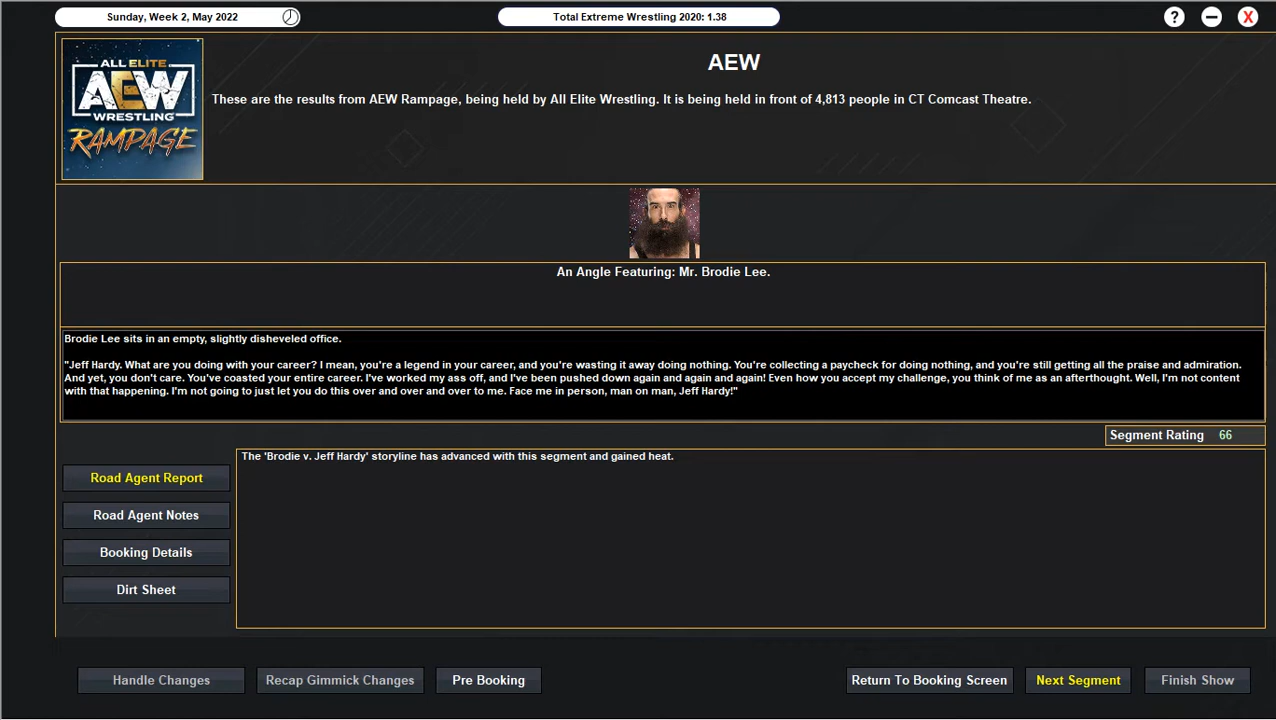 Sunday, Week 2, May 2022
Total Extreme Wrestling 2020: 1.38
?
X
ALL ELITE
AEW
WRESTLING
RAMPAGE
AEW
These are the results from AEW Rampage, being held by All Elite Wrestling. It is being held in front of 4,813 people in CT Comcast Theatre.
An Angle Featuring: Mr. Brodie Lee.
Brodie Lee sits in an empty, slightly disheveled office.
"Jeff Hardy. What are you doing with your career? I mean, you're a legend in your career, and you're wasting it away doing nothing. You're collecting a paycheck for doing nothing, and you're still getting all the praise and admiration.
And yet, you don't care. You've coasted your entire career. I've worked my ass off, and I've been pushed down again and again and again! Even how you accept my challenge, you think of me as an afterthought. Well, I'm not content
with that happening. I'm not going to just let you do this over and over and over to me. Face me in person, man on man, Jeff Hardy!"
Segment Rating 66
The 'Brodie v. Jeff Hardy' storyline has advanced with this segment and gained heat.
Road Agent Report
Road Agent Notes
Booking Details
Dirt Sheet
Handle Changes
Recap Gimmick Changes
Pre Booking
Return To Booking Screen
Next Segment
Finish Show